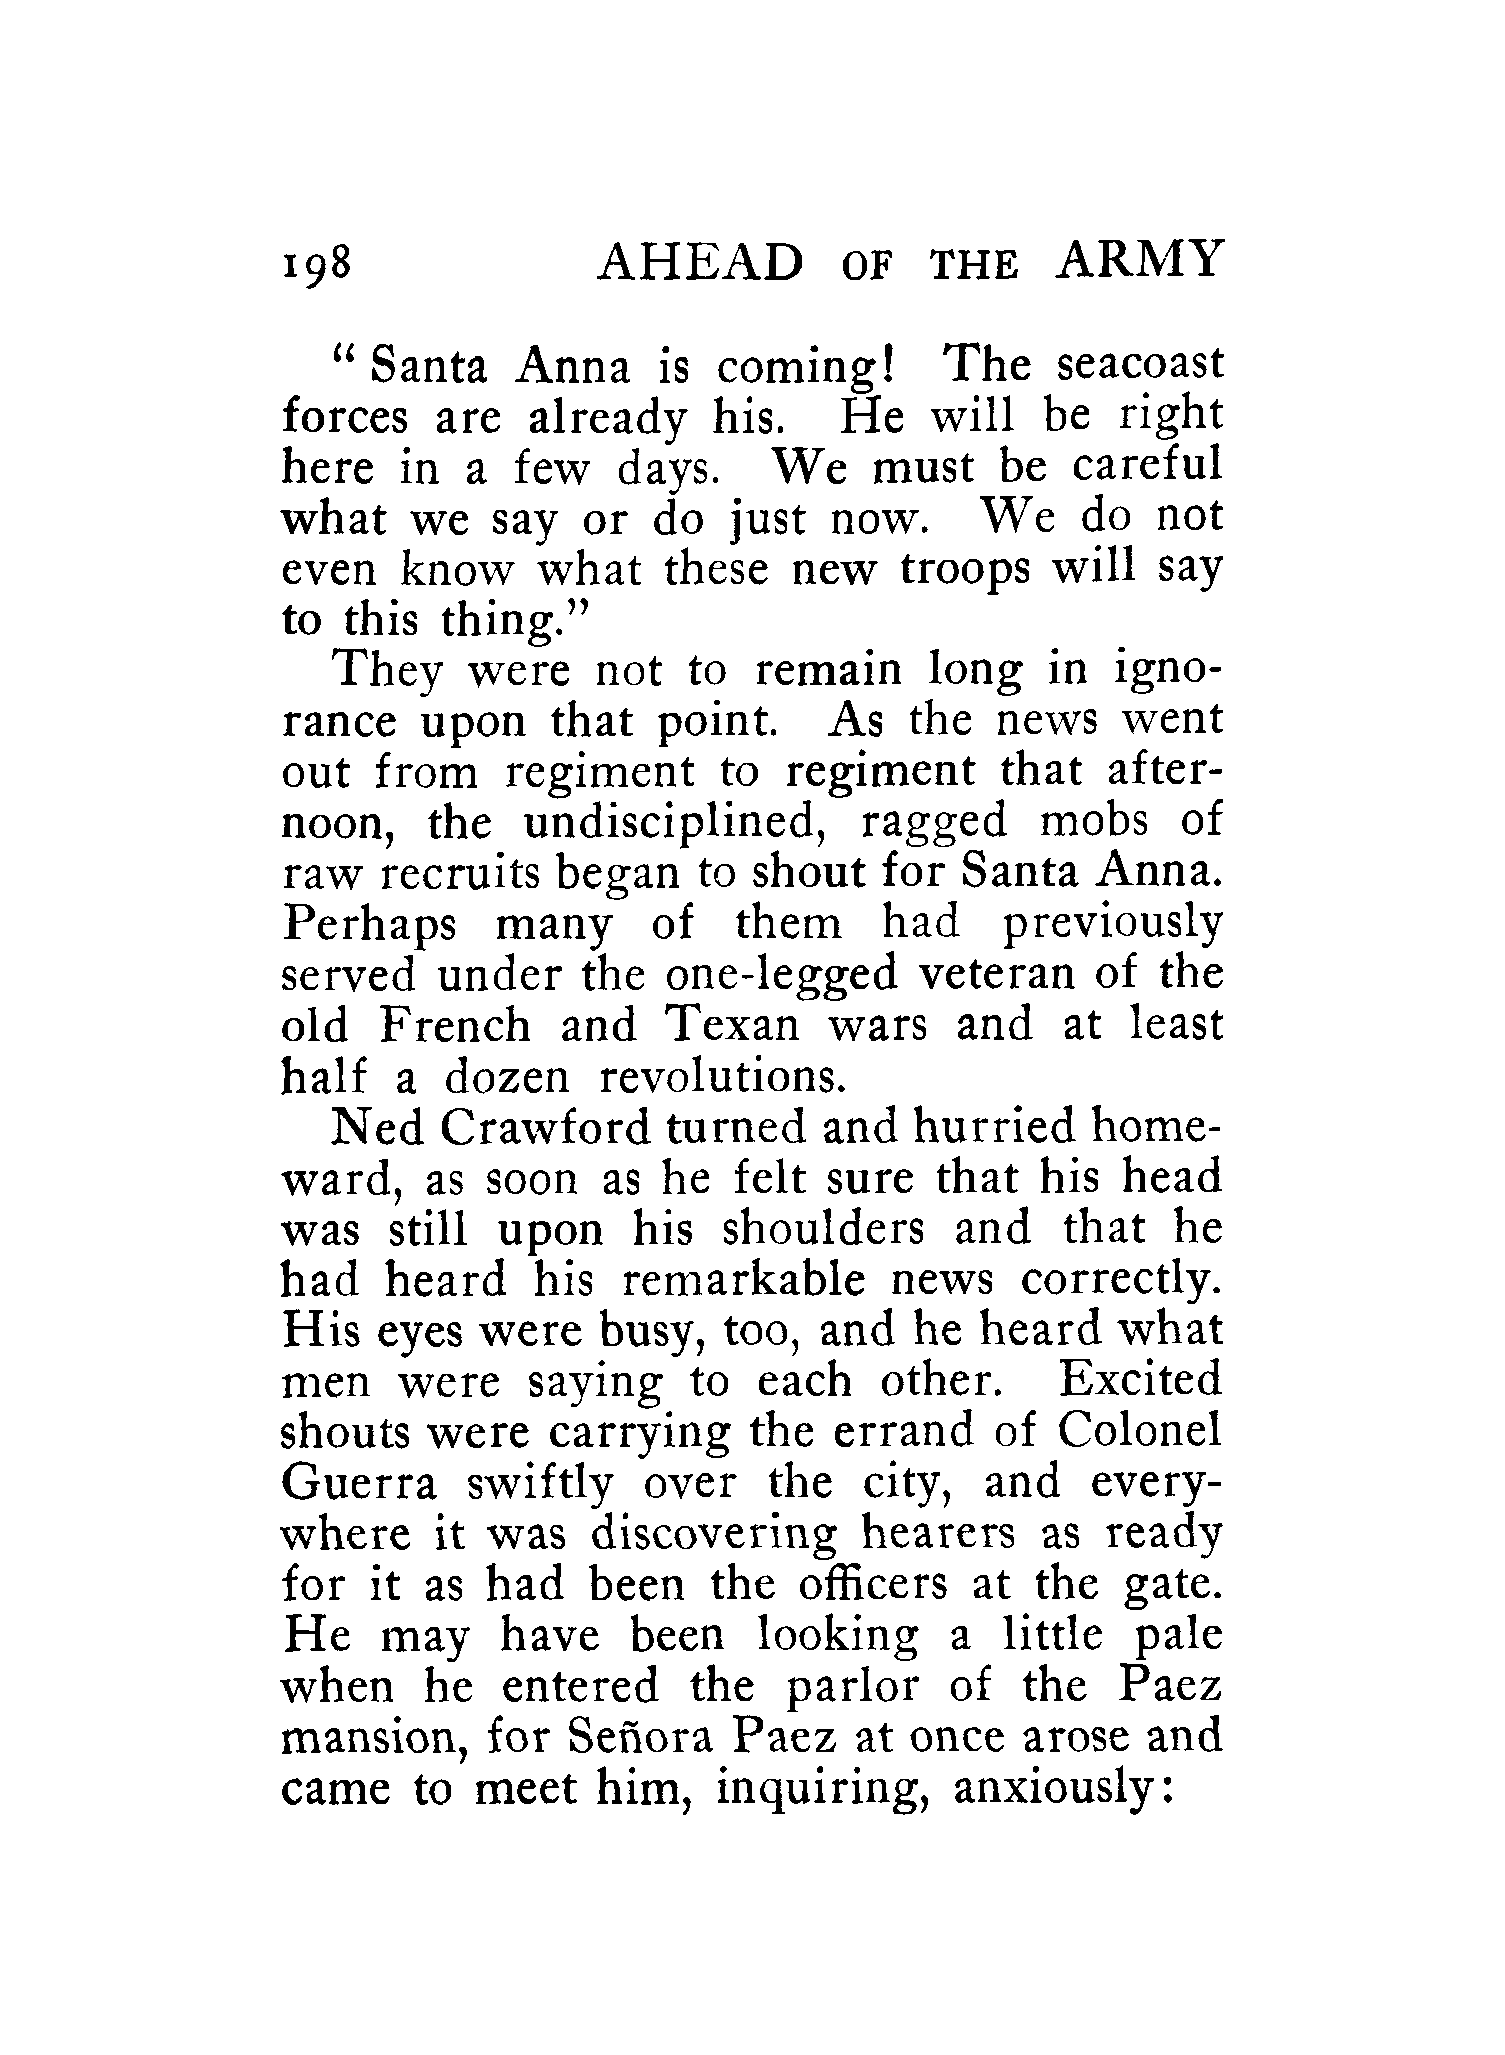 198 AHEAD OF THE ARMY
“ Santa Anna is coming! The seacoast
forces are already his. He will be right
here in a few days. We must be careful
what we say or do just now. We do not
even know what these new troops will say
to this thing.”
They were not to remain long in igno-
rance upon that point. As the news went
out from regiment to regiment that after-
noon, the undisciplined, ragged mobs of
raw recruits began to shout for Santa Anna.
Perhaps many of them had previously
served under the one-legged veteran of the
old French and Texan wars and at least
half a dozen revolutions.
Ned Crawford turned and hurried home-
ward, as soon as he felt sure that his head
was still upon his shoulders and that he
had heard his remarkable news correctly.
His eyes were busy, too, and he heard what
men were saying to each other. Excited
shouts were carrying the errand of Colonel
Guerra swiftly over the city, and every-
where it was discovering hearers as ready
for it as had been the officers at the gate.
He may have been looking a little pale
when he entered the parlor of the Paez
mansion, for Señora Paez at once arose and
came to meet him, inquiring, anxiously: